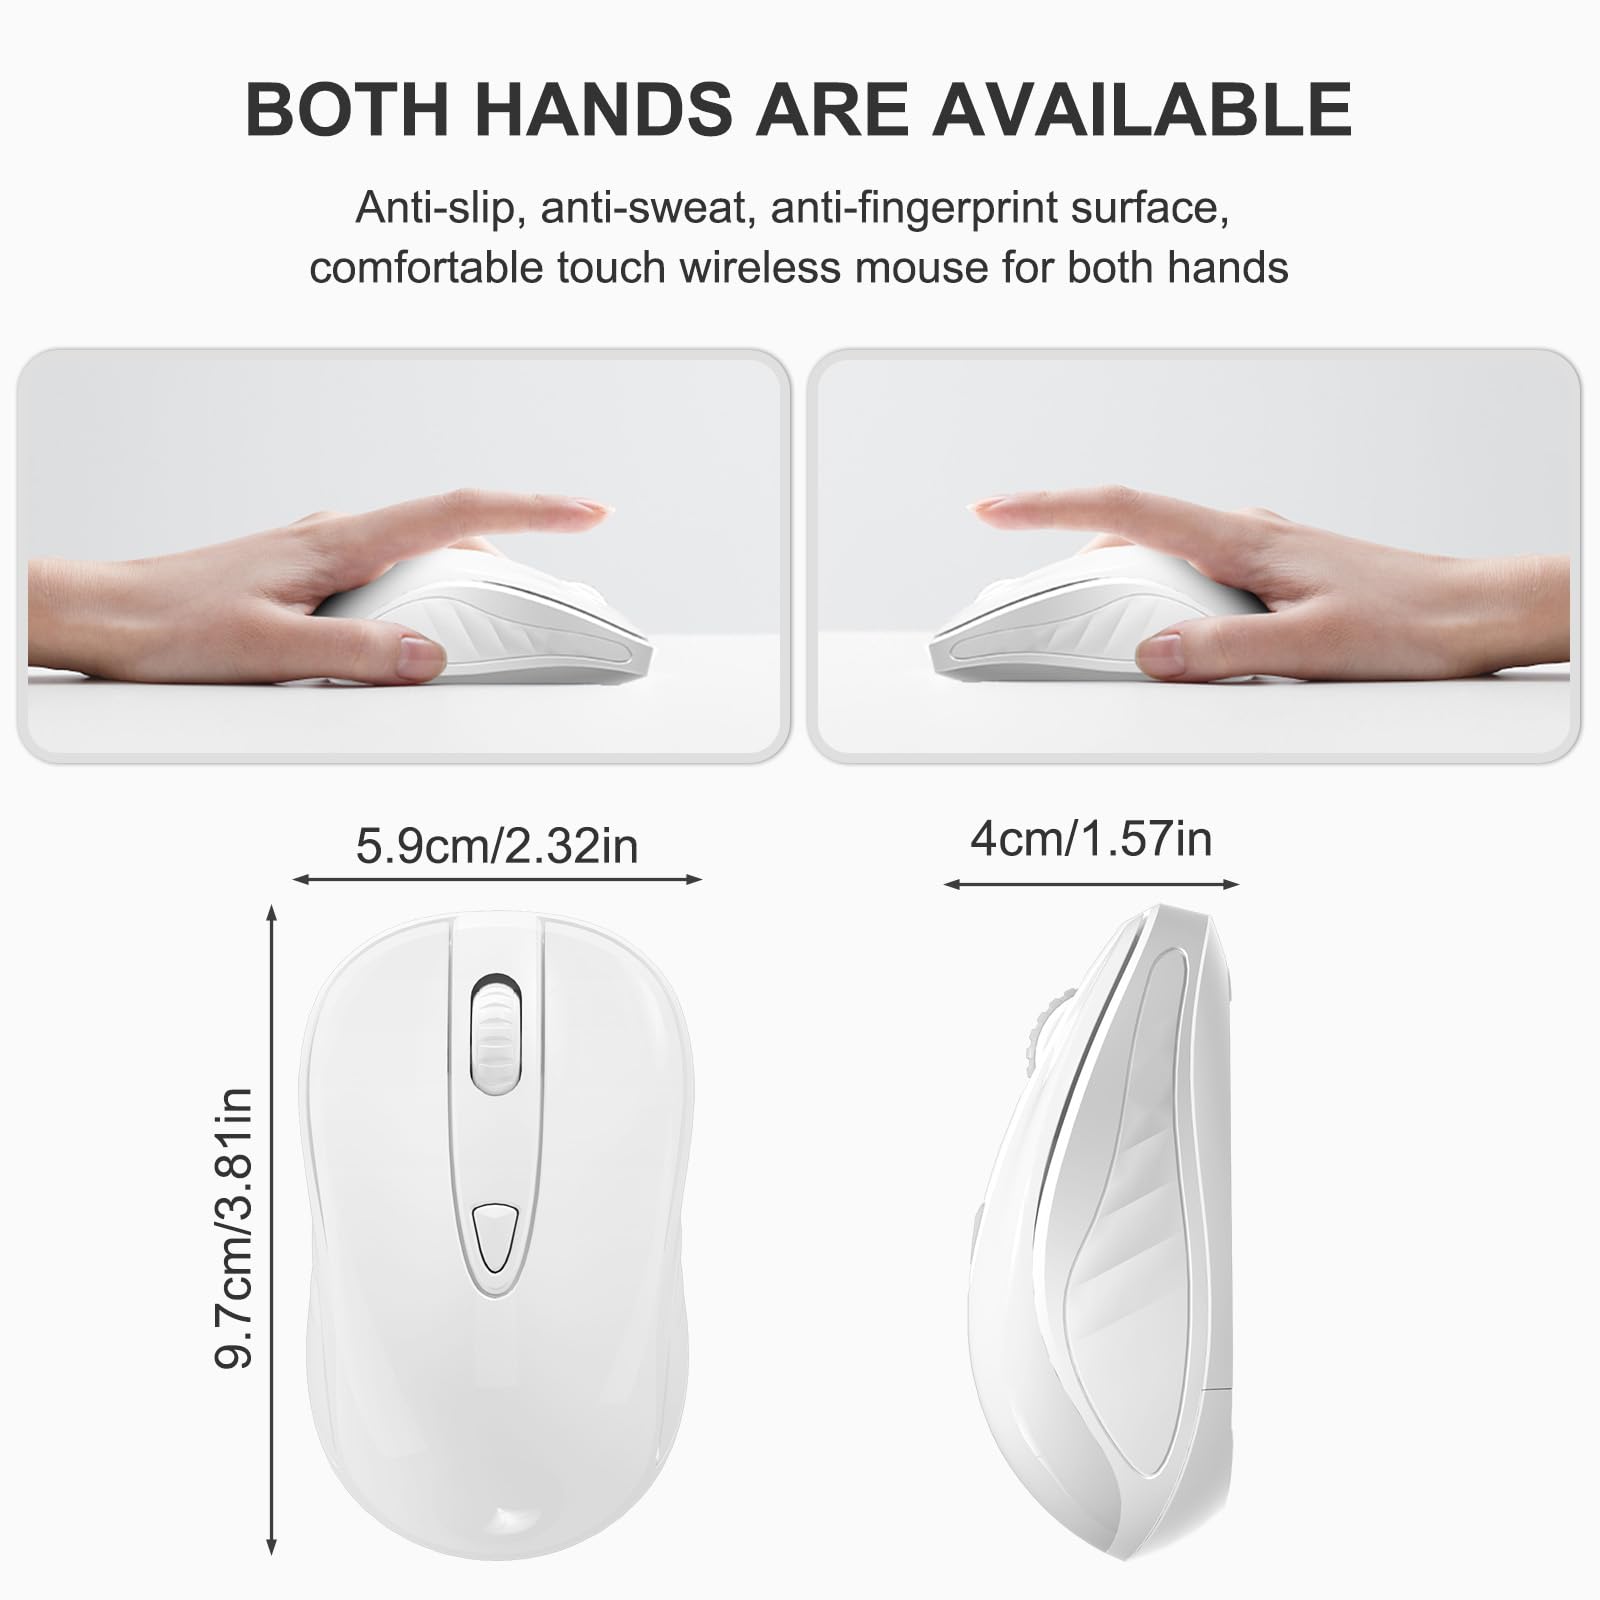 BOTH HANDS ARE AVAILABLE
Anti-slip, anti-sweat, anti-fingerprint surface,
comfortable touch wireless mouse for both hands
5.9cm/2.32in
4cm/1.57in
9.7cm/3.81in